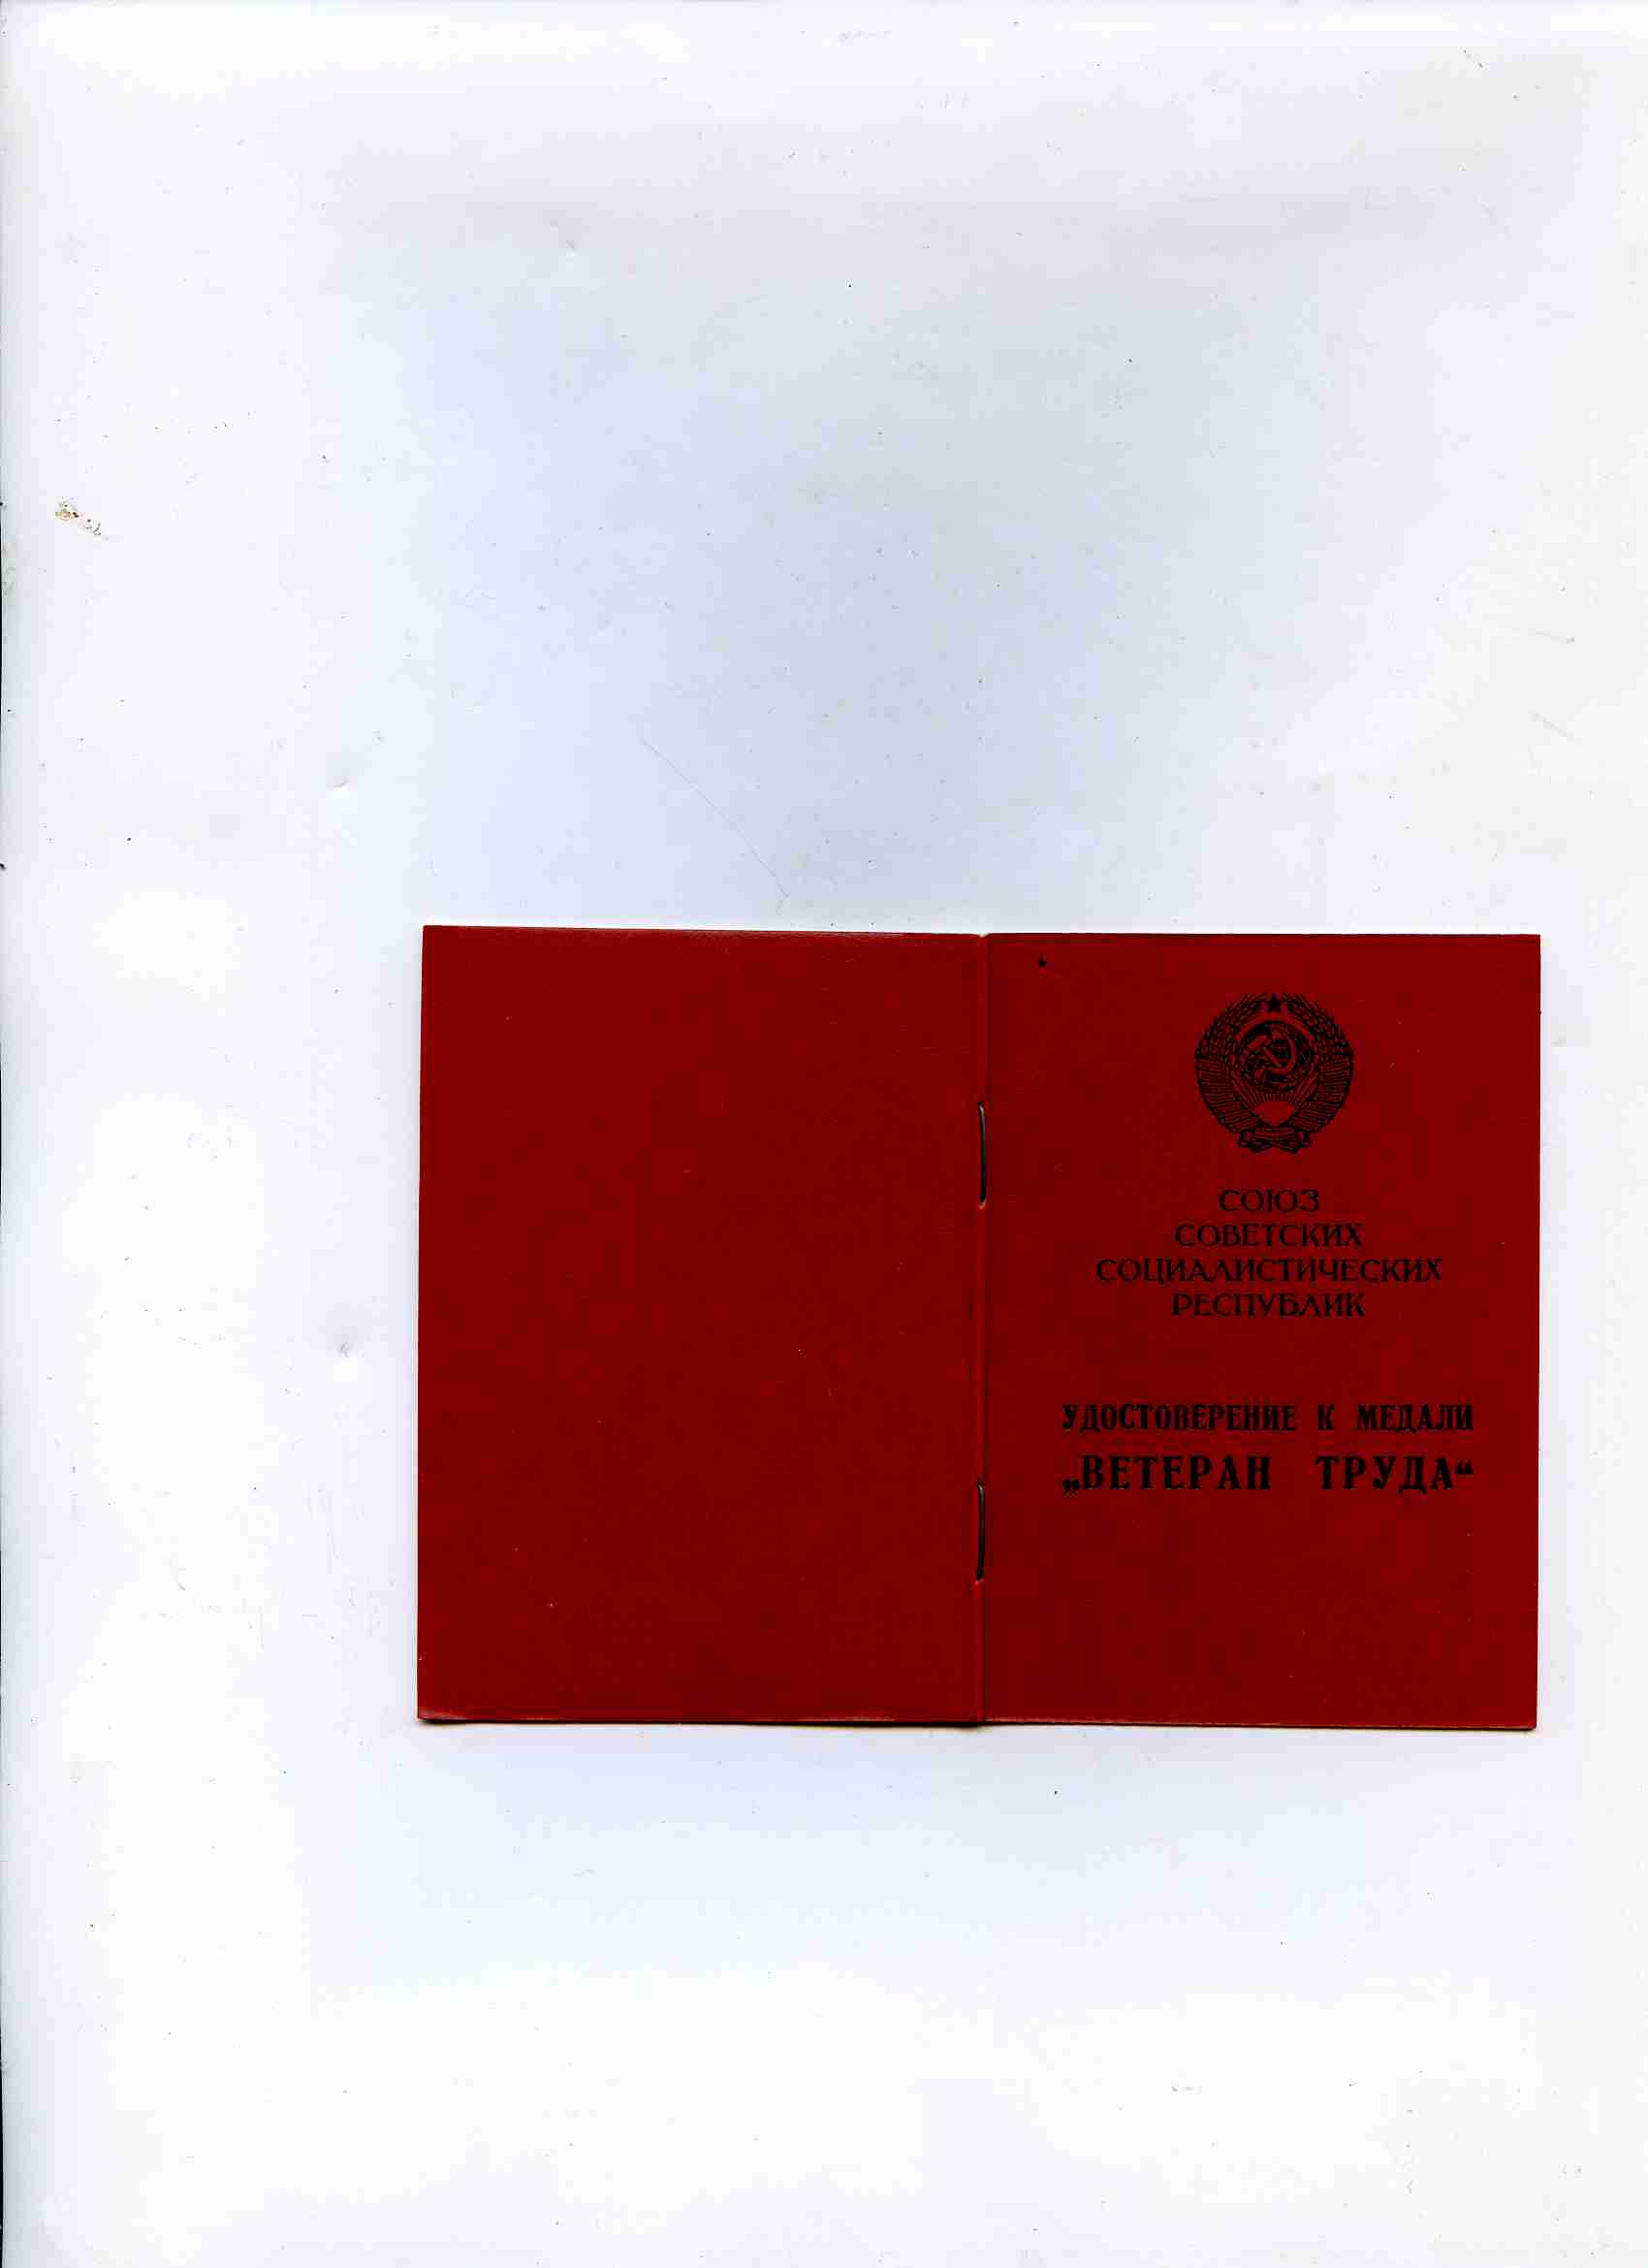 СОЮЗ
СОВЕТСКИХ
СОЦИАЛИСТИЧЕСКИХ
РЕСПУБЛИК
УДОСТОВЕРЕНИЕ К МЕДАЛИ
„ВЕТЕРАН ТРУДА“